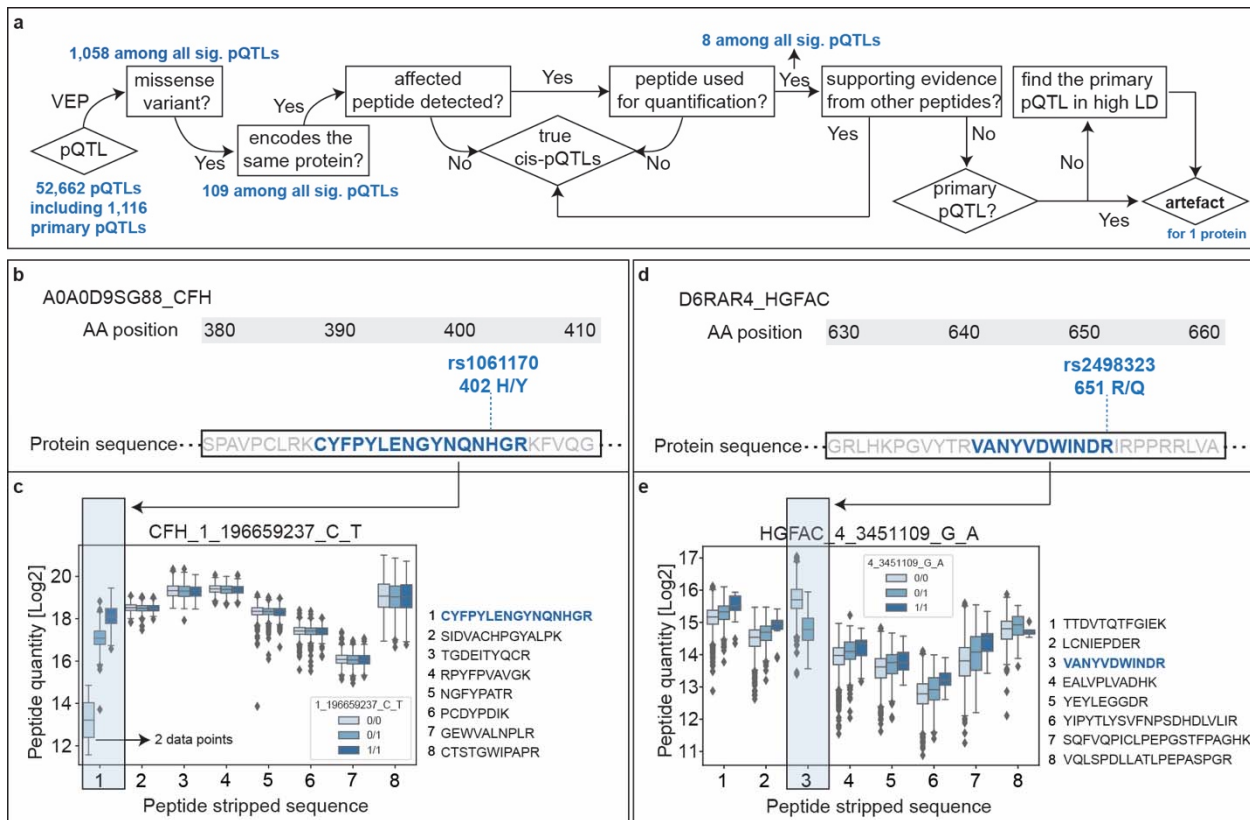 a
1,058 among all sig. pQTLs
8 among all sig. pQTLs
VEP
missense
variant?
Yes
affected
peptide detected?
Yes
peptide used
for quantification?
Yes
supporting evidence
from other peptides?
find the primary
pQTL in high LD
pQTL
Yes
encodes the
same protein?
No
true
cis-pQTLs
No
Yes
No
No
primary
pQTL?
Yes
artefact
52,662 pQTLs
including 1,116
primary pQTLs
109 among all sig. pQTLs
for 1 protein
b
A0A0D9SG88_CFH
AA position
380 390 400 410
rs1061170
402 H/Y
Protein sequence
SPAVPCLRKCYFPYLENGYNQNHGRKFVQG
d
D6RAR4_HGFAC
AA position
630 640 650 660
rs2498323
651 R/Q
Protein sequence
GRLHKPGVYTRVANYVDWINDRIRPPRRLVA
c
CFH_1_196659237_C_T
Peptide quantity [Log2]
20
18
16
14
12
2 data points
1_196659237_C_T
0/0
0/1
1/1
1 2 3 4 5 6 7 8
Peptide stripped sequence
1 CYFPYLENGYNQNHGR
2 SIDVACHPGYALPK
3 TGDEITYQCR
4 RPYFPVAVGK
5 NGFYPATR
6 PCDYPDIK
7 GEWVALNPLR
8 CTSTGWIPAPR
e
HGFAC_4_3451109_G_A
Peptide quantity [Log2]
17
16
15
14
13
12
11
4_3451109_G_A
0/0
0/1
1/1
1 2 3 4 5 6 7 8
Peptide stripped sequence
1 TTDVTQTFGIEK
2 LCNIEPDER
3 VANYVDWINDR
4 EALVPLVADHK
5 YEYLEGGDR
6 YIPYTLYSVFNPSDHDLVLIR
7 SQFVQPICLPEPGSTFPAGHK
8 VQLSPDLLATLPEPASPGR